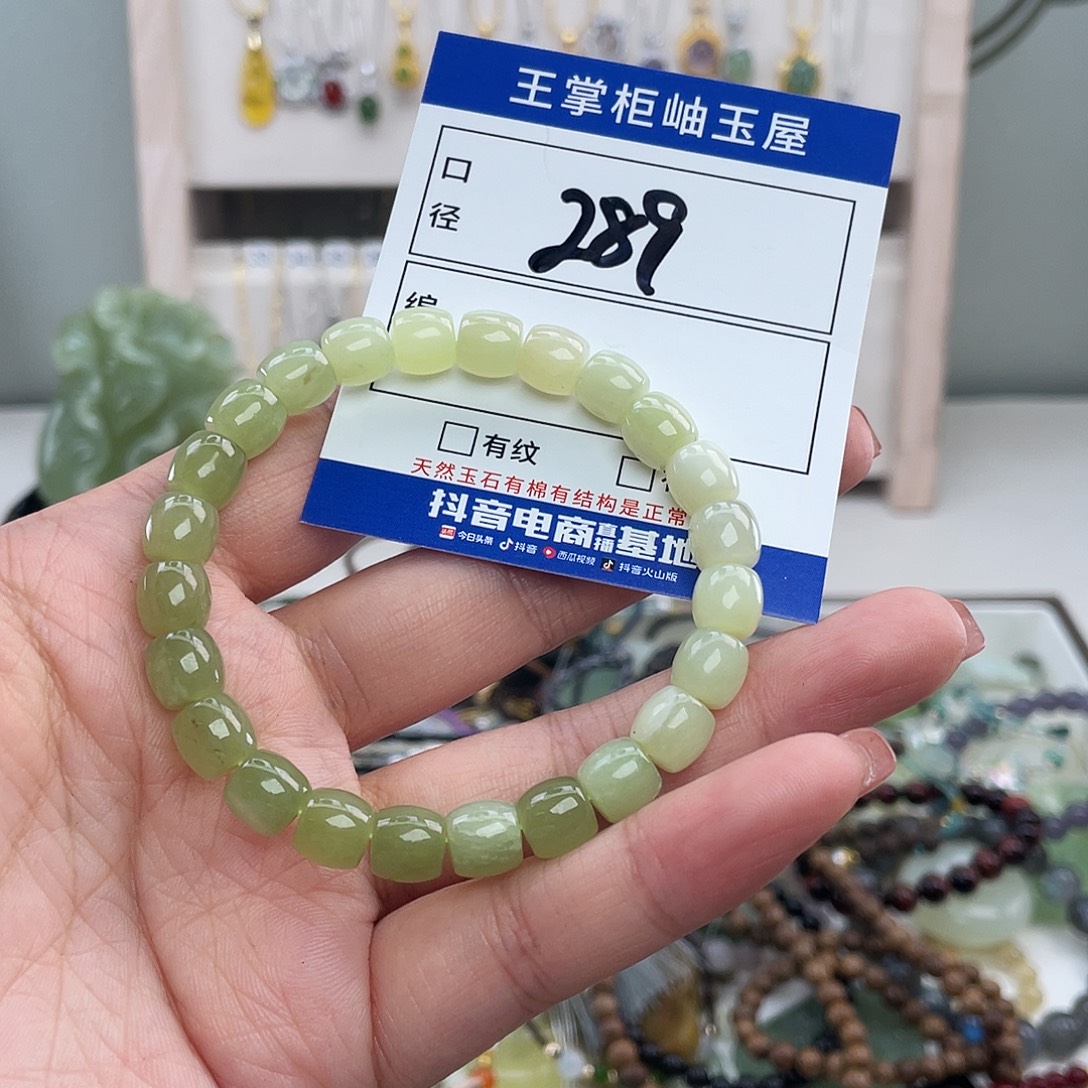 王掌柜岫玉屋
口径
289
编
有纹
天然玉石有棉有结构是正常
抖音电商直播基地
今日头条 抖音 西瓜视频 抖音火山版